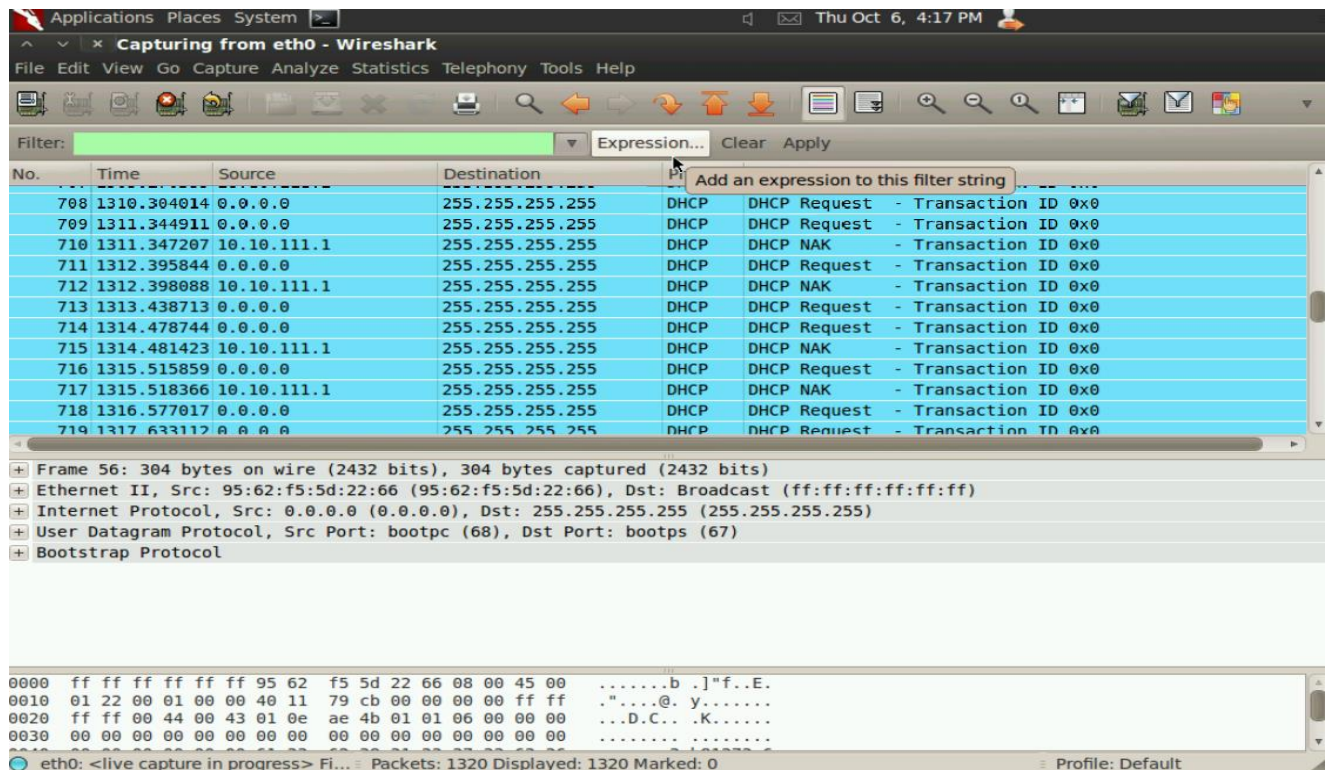 Applications Places System Thu Oct 6, 4:17 PM
Capturing from eth0 - Wireshark
File Edit View Go Capture Analyze Statistics Telephony Tools Help
Filter: Expression... Clear Apply
No. Time Source Destination
Add an expression to this filter string
708 1310.304014 0.0.0.0 255.255.255.255 DHCP DHCP Request - Transaction ID 0x0
709 1311.344911 0.0.0.0 255.255.255.255 DHCP DHCP Request - Transaction ID 0x0
710 1311.347207 10.10.111.1 255.255.255.255 DHCP DHCP NAK - Transaction ID 0x0
711 1312.395844 0.0.0.0 255.255.255.255 DHCP DHCP Request - Transaction ID 0x0
712 1312.398088 10.10.111.1 255.255.255.255 DHCP DHCP NAK - Transaction ID 0x0
713 1313.438713 0.0.0.0 255.255.255.255 DHCP DHCP Request - Transaction ID 0x0
714 1314.478744 0.0.0.0 255.255.255.255 DHCP DHCP Request - Transaction ID 0x0
715 1314.481423 10.10.111.1 255.255.255.255 DHCP DHCP NAK - Transaction ID 0x0
716 1315.515859 0.0.0.0 255.255.255.255 DHCP DHCP Request - Transaction ID 0x0
717 1315.518366 10.10.111.1 255.255.255.255 DHCP DHCP NAK - Transaction ID 0x0
718 1316.577017 0.0.0.0 255.255.255.255 DHCP DHCP Request - Transaction ID 0x0
719 1317.633112 0.0.0.0 255.255.255.255 DHCP DHCP Request - Transaction ID 0x0
Frame 56: 304 bytes on wire (2432 bits), 304 bytes captured (2432 bits)
Ethernet II, Src: 95:62:f5:5d:22:66 (95:62:f5:5d:22:66), Dst: Broadcast (ff:ff:ff:ff:ff:ff)
Internet Protocol, Src: 0.0.0.0 (0.0.0.0), Dst: 255.255.255.255 (255.255.255.255)
User Datagram Protocol, Src Port: bootpc (68), Dst Port: bootps (67)
Bootstrap Protocol
0000 ff ff ff ff ff ff 95 62 f5 5d 22 66 08 00 45 00 .......b .]"f..E.
0010 01 22 00 01 00 00 40 11 79 cb 00 00 00 00 ff ff ."....@. y.......
0020 ff ff 00 44 00 43 01 0e ae 4b 01 01 06 00 00 00 ...D.C.. .K......
0030 00 00 00 00 00 00 00 00 00 00 00 00 00 00 00 00 ........ ........
eth0: <live capture in progress> Fi... Packets: 1320 Displayed: 1320 Marked: 0 Profile: Default